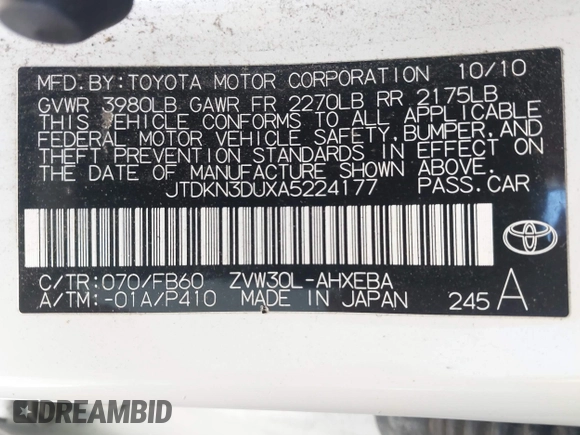 MFD.BY:TOYOTA MOTOR CORPORATION 10/10
GVWR 3980LB GAWR FR 2270LB RR 2175LB
THIS VEHICLE CONFORMS TO ALL APPLICABLE
FEDERAL MOTOR VEHICLE SAFETY, BUMPER, AND
THEFT PREVENTION STANDARDS IN EFFECT ON
THE DATE OF MANUFACTURE SHOWN ABOVE.
JTDKN3DUXA5224177 PASS.CAR
C/TR:070/FB60 ZVW30L-AHXEBA
A/TM:-01A/P410 MADE IN JAPAN 245 A
DREAMBID